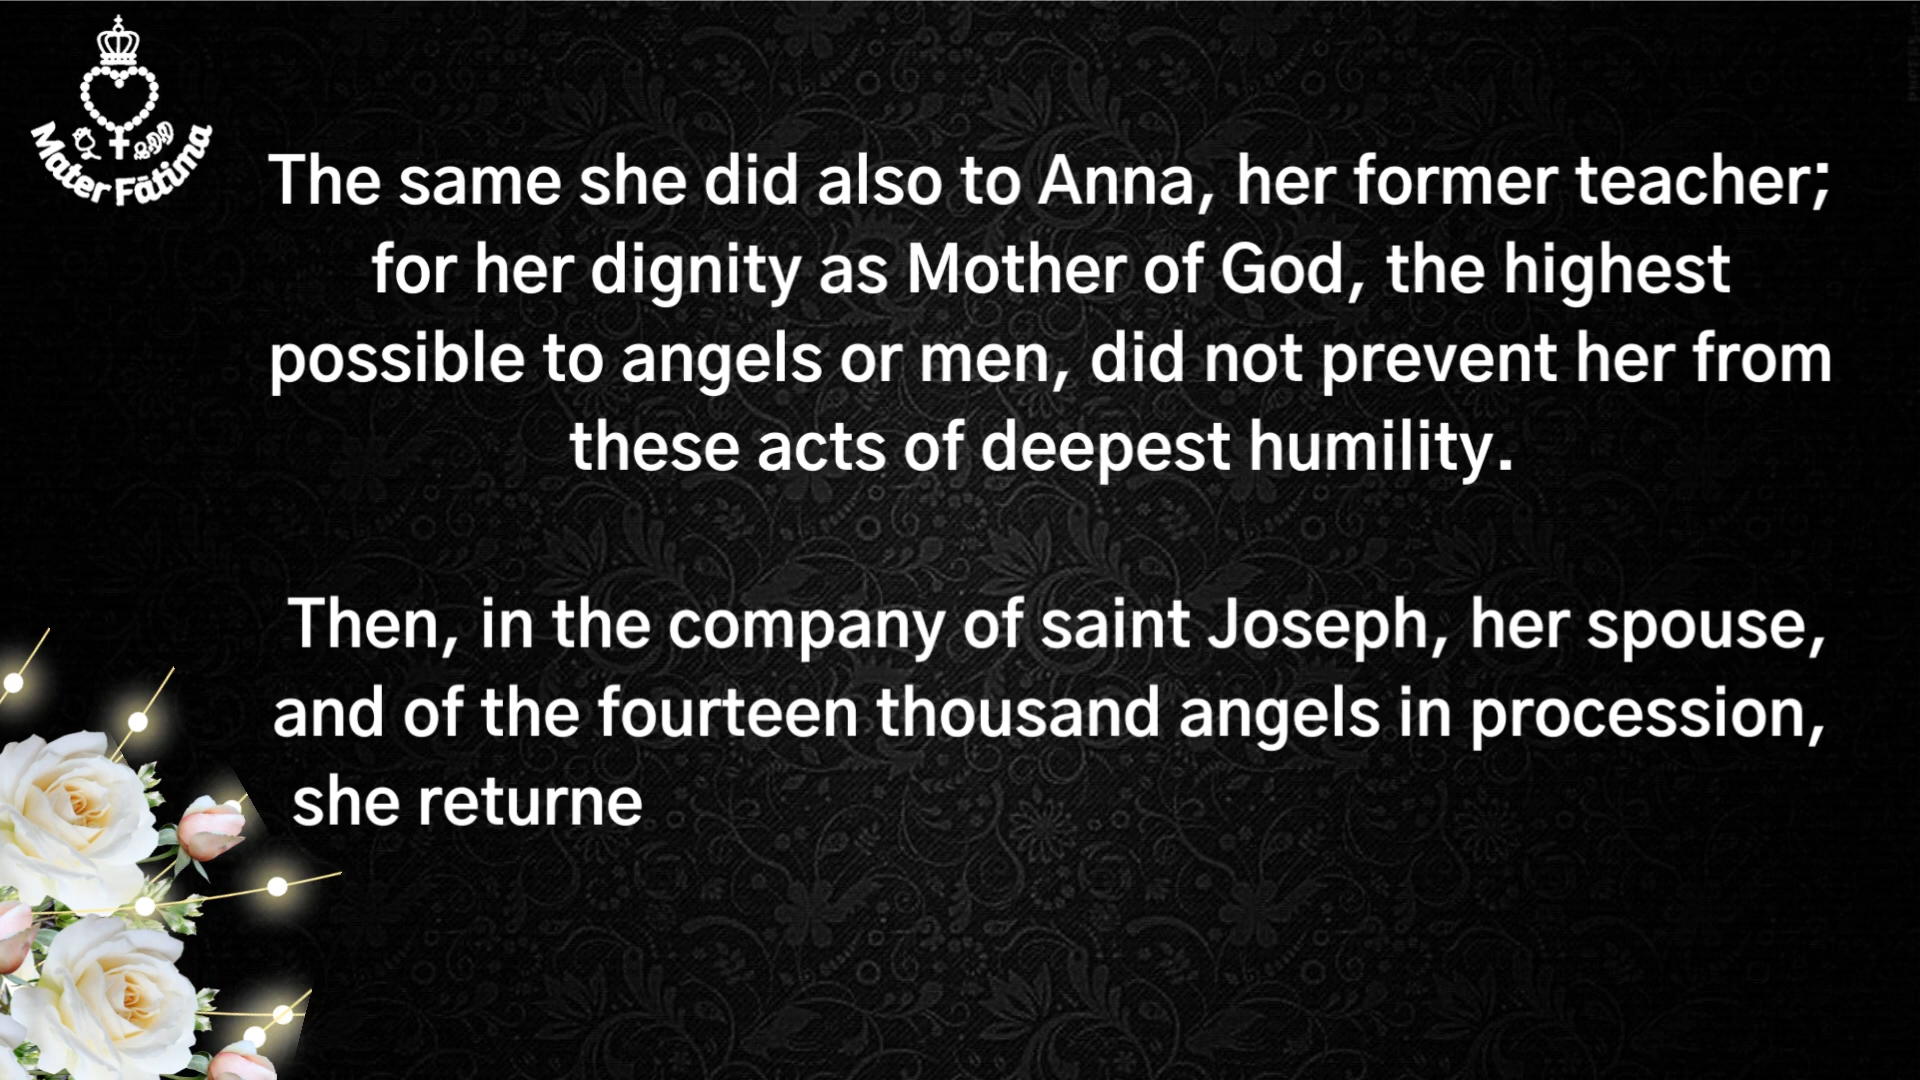 Mater Fātima
The same she did also to Anna, her former teacher;
for her dignity as Mother of God, the highest
possible to angels or men, did not prevent her from
these acts of deepest humility.
Then, in the company of saint Joseph, her spouse,
and of the fourteen thousand angels in procession,
she returne